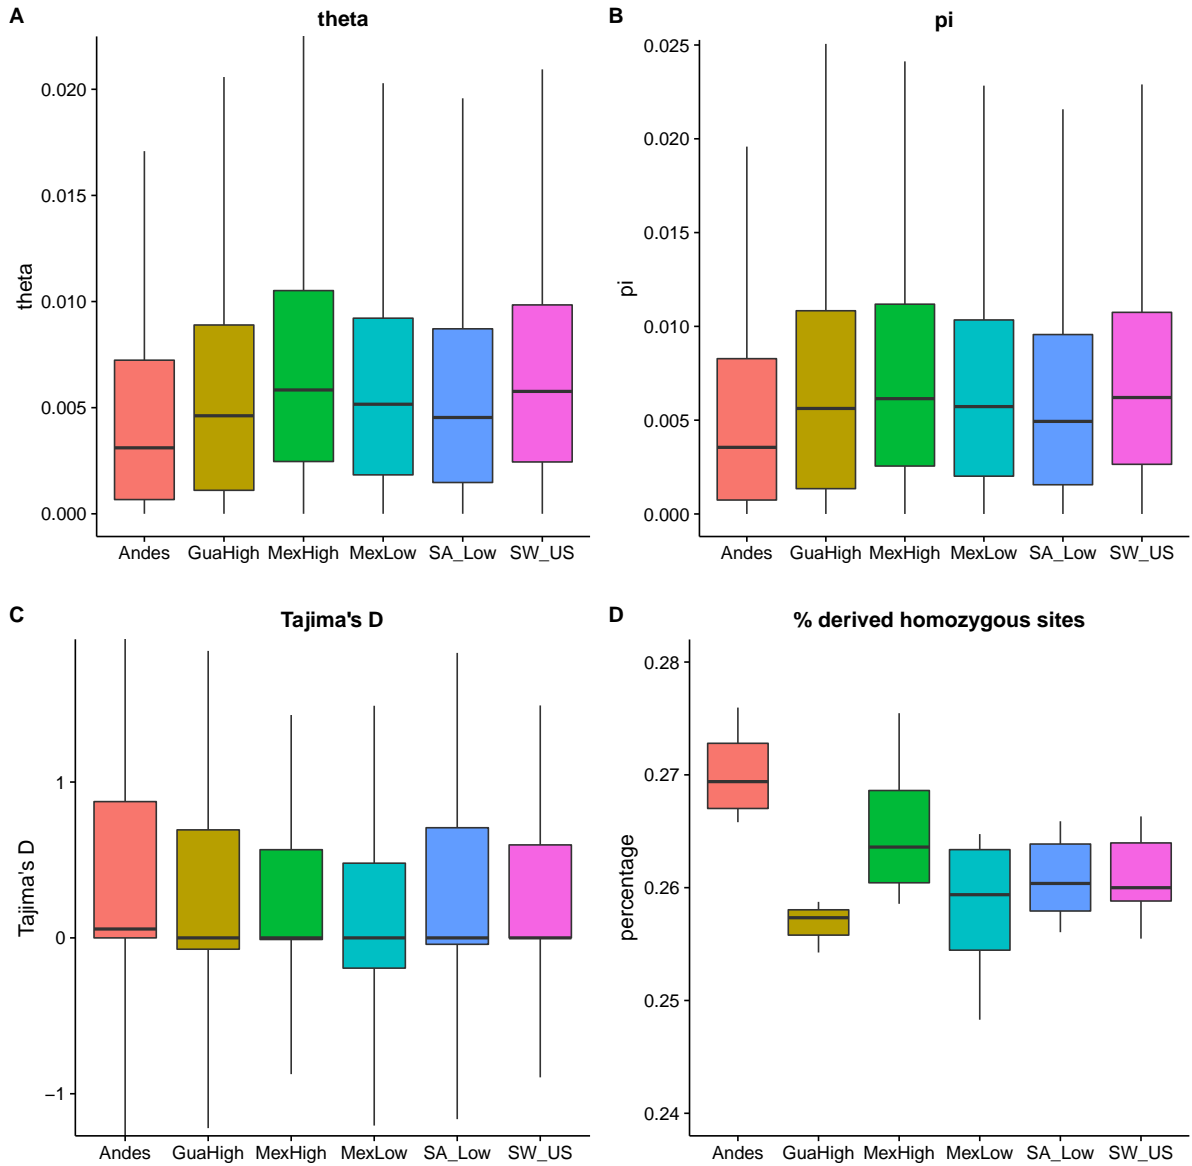 A
theta
theta
0.020
0.015
0.010
0.005
0.000
Andes GuaHigh MexHigh MexLow SA_Low SW_US
B
pi
pi
0.025
0.020
0.015
0.010
0.005
0.000
Andes GuaHigh MexHigh MexLow SA_Low SW_US
C
Tajima's D
Tajima's D
1
0
−1
Andes GuaHigh MexHigh MexLow SA_Low SW_US
D
% derived homozygous sites
percentage
0.28
0.27
0.26
0.25
0.24
Andes GuaHigh MexHigh MexLow SA_Low SW_US